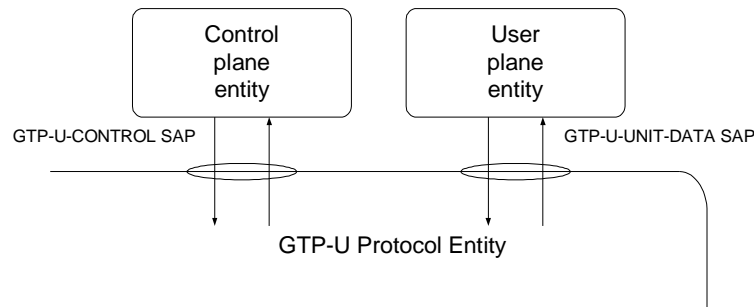 Control
plane
entity
User
plane
entity
GTP-U-CONTROL SAP
GTP-U-UNIT-DATA SAP
GTP-U Protocol Entity